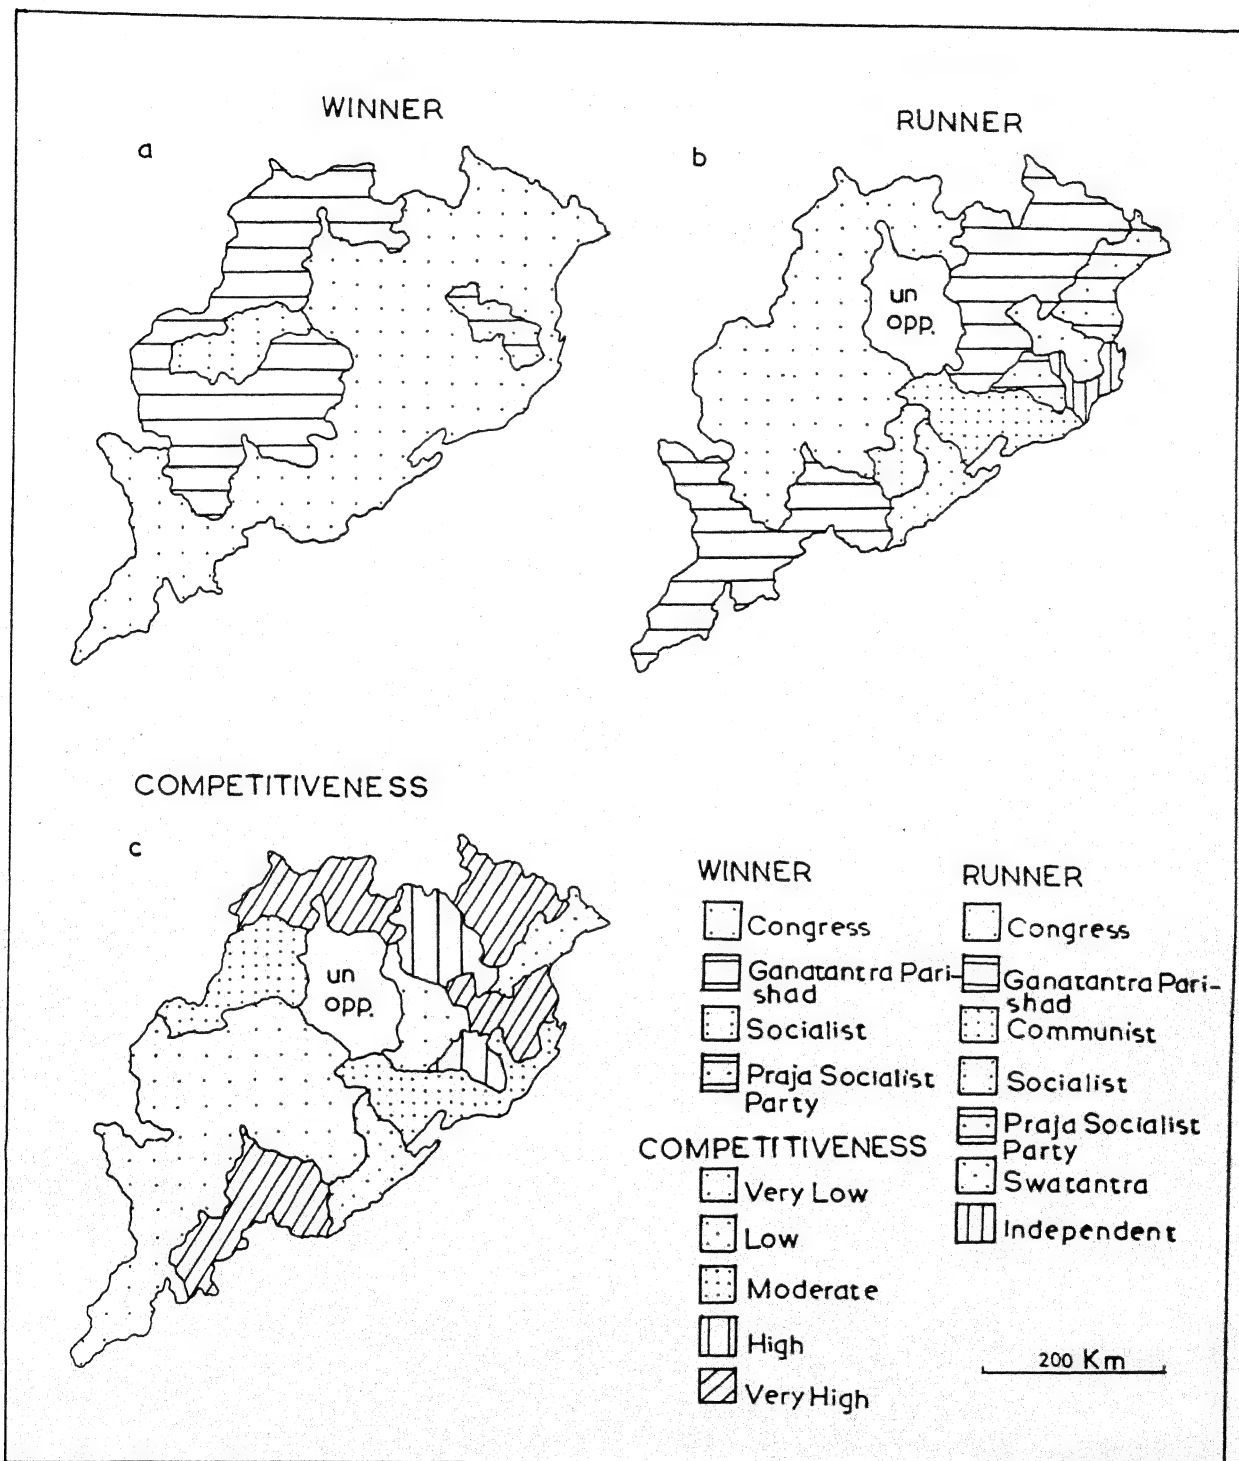 WINNER
a
RUNNER
b
un
opp.
COMPETITIVENESS
c
un
opp.
WINNER
Congress
Ganatantra Pari-
shad
Socialist
Praja Socialist
Party
COMPETITIVENESS
Very Low
Low
Moderate
High
Very High
RUNNER
Congress
Ganatantra Pari-
shad
Communist
Socialist
Praja Socialist
Party
Swatantra
Independent
200 Km